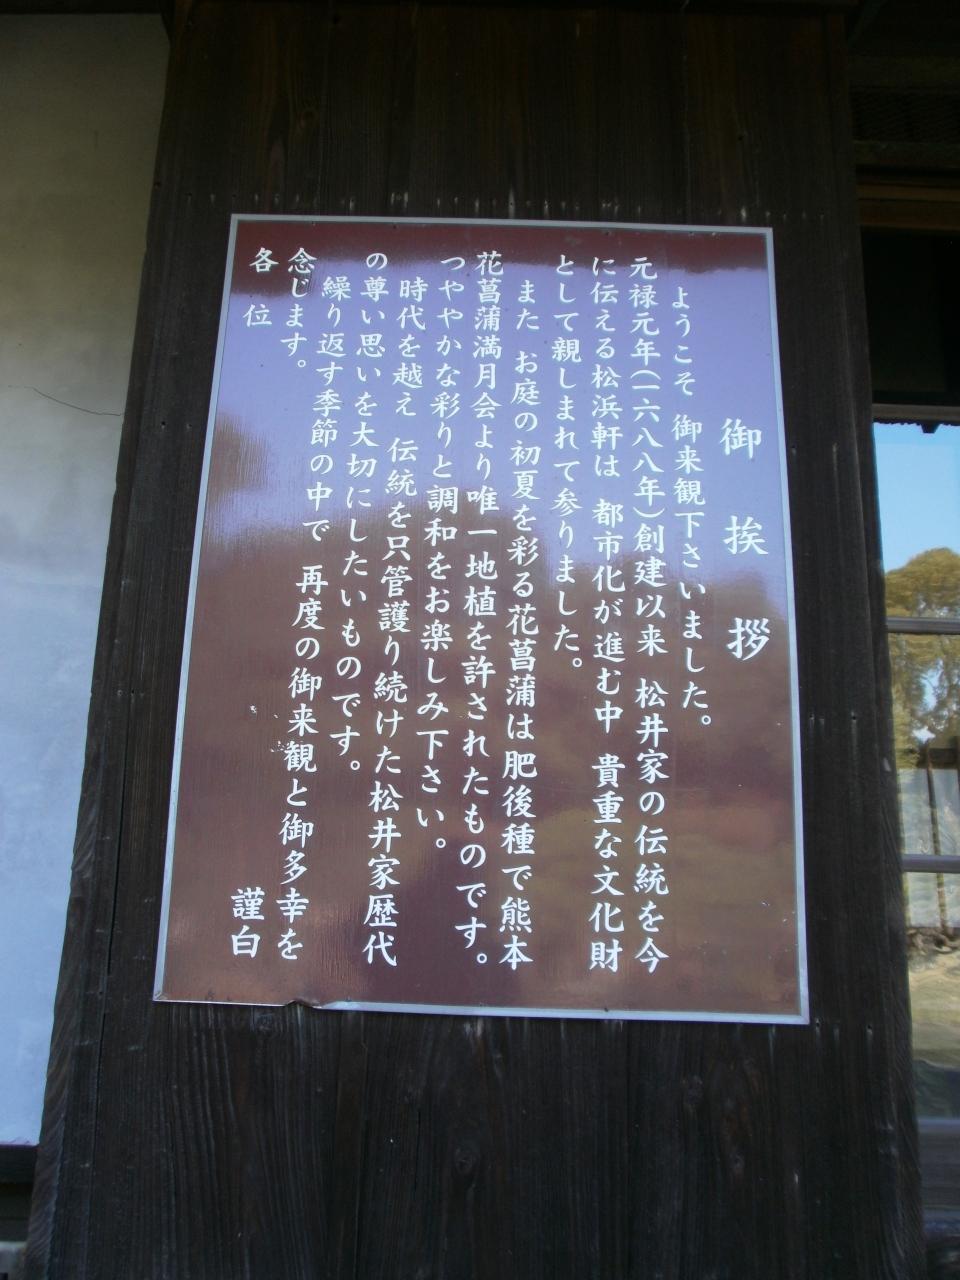 御挨拶
ようこそ 御来観下さいました。
元禄元年(一六八八年)創建以来 松井家の伝統を今
に伝える松浜軒は 都市化が進む中 貴重な文化財
として親しまれて参りました。
また お庭の初夏を彩る花菖蒲は肥後種で熊本
花菖蒲満月会より唯一地植を許されたものです。
つややかな彩りと調和をお楽しみ下さい。
時代を越え 伝統を只管護り続けた松井家歴代
の尊い思いを大切にしたいものです。
繰り返す季節の中で 再度の御来観と御多幸を
念じます。
各位 謹白